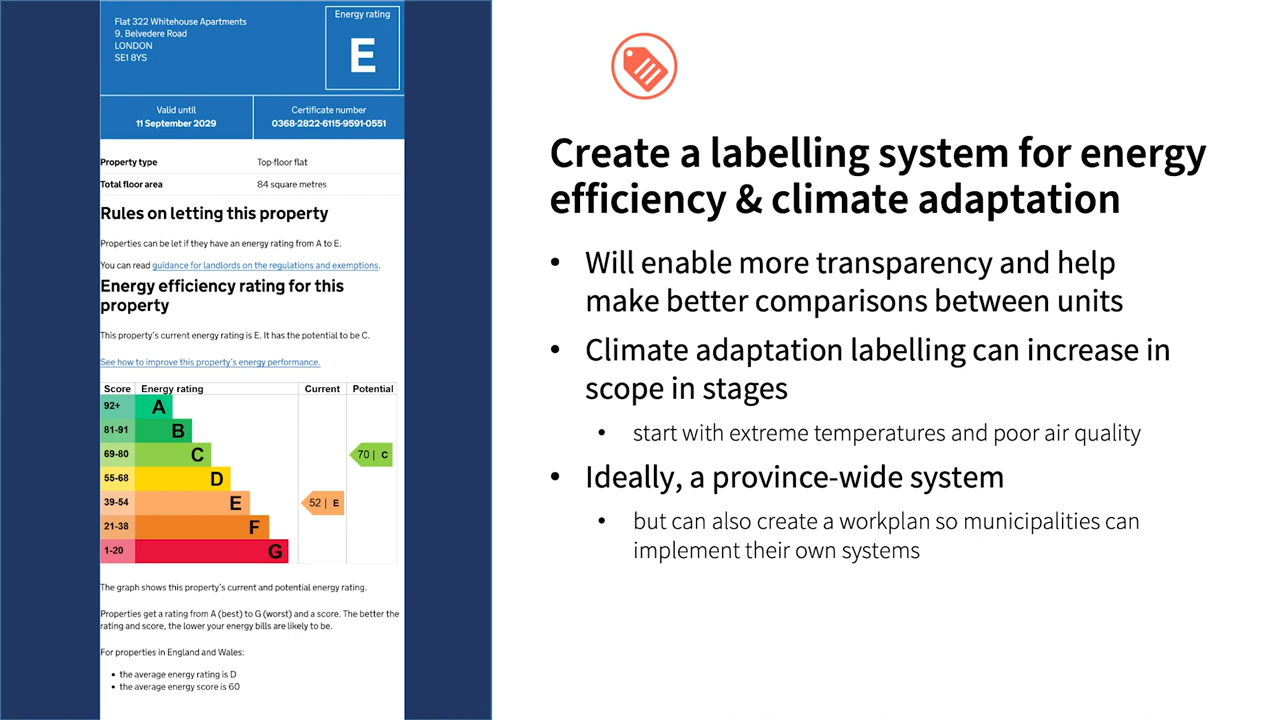 Flat 322 Whitehouse Apartments
9, Belvedere Road
LONDON
SE1 8YS
Energy rating
E
Valid until
11 September 2029
Certificate number
0368-2822-6115-9591-0551
Property type Top-floor flat
Total floor area 84 square metres
Rules on letting this property
Properties can be let if they have an energy rating from A to E.
You can read guidance for landlords on the regulations and exemptions.
Energy efficiency rating for this
property
This property's current energy rating is E. It has the potential to be C.
See how to improve this property's energy performance.
Score Energy rating Current Potential
92+ A
81-91 B
69-80 C 70 | C
55-68 D
39-54 E 52 | E
21-38 F
1-20 G
The graph shows this property's current and potential energy rating.
Properties get a rating from A (best) to G (worst) and a score. The better the
rating and score, the lower your energy bills are likely to be.
For properties in England and Wales:
• the average energy rating is D
• the average energy score is 60
Create a labelling system for energy
efficiency & climate adaptation
• Will enable more transparency and help
make better comparisons between units
• Climate adaptation labelling can increase in
scope in stages
• start with extreme temperatures and poor air quality
• Ideally, a province-wide system
• but can also create a workplan so municipalities can
implement their own systems